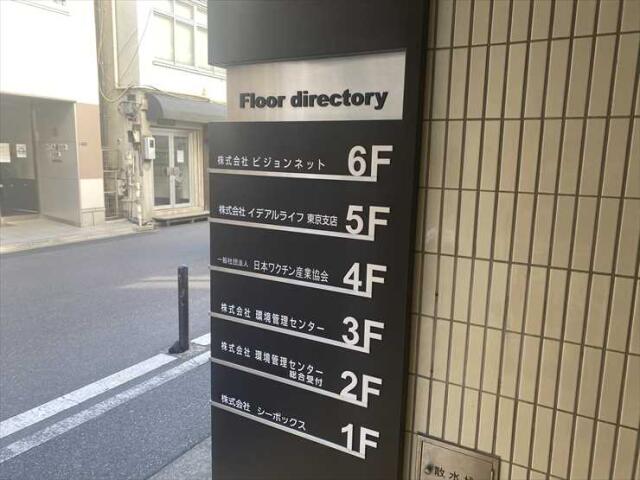 Floor directory
株式会社 ビジョンネット 6F
株式会社 イデアルライフ 東京支店 5F
一般社団法人 日本ワクチン産業協会 4F
株式会社 環境管理センター 3F
株式会社 環境管理センター 2F
総合受付
株式会社 シーボックス 1F
散水栓